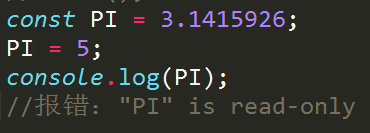 const PI = 3.1415926;
PI = 5;
console.log(PI);
//报错："PI" is read-only